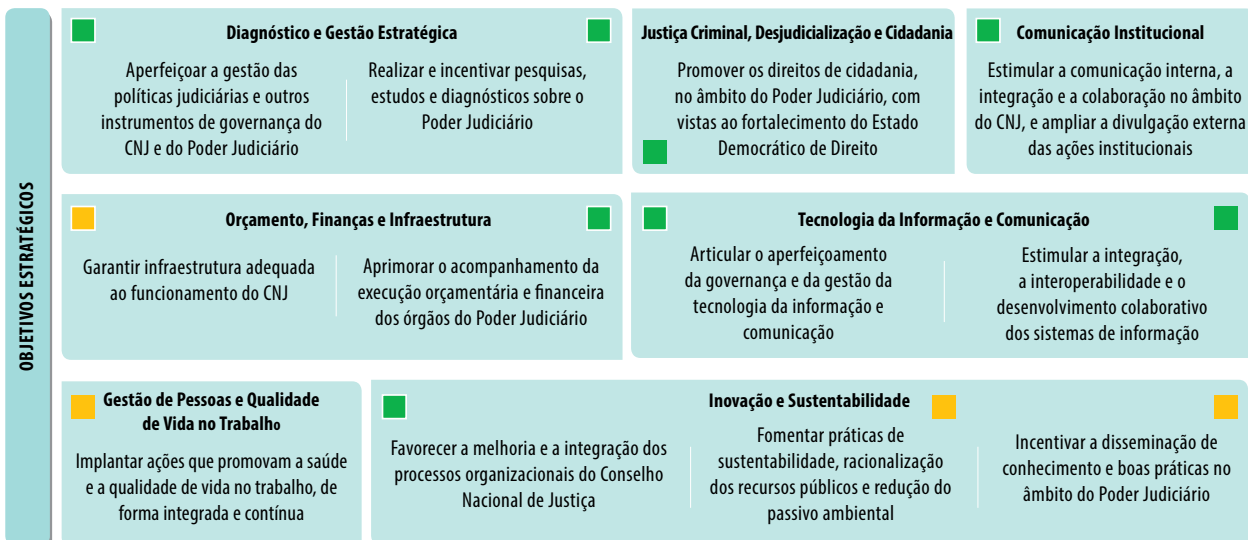 OBJETIVOS ESTRATÉGICOS
Diagnóstico e Gestão Estratégica
Aperfeiçoar a gestão das
políticas judiciárias e outros
instrumentos de governança do
CNJ e do Poder Judiciário
Realizar e incentivar pesquisas,
estudos e diagnósticos sobre o
Poder Judiciário
Justiça Criminal, Desjudicialização e Cidadania
Promover os direitos de cidadania,
no âmbito do Poder Judiciário, com
vistas ao fortalecimento do Estado
Democrático de Direito
Comunicação Institucional
Estimular a comunicação interna, a
integração e a colaboração no âmbito
do CNJ, e ampliar a divulgação externa
das ações institucionais
Orçamento, Finanças e Infraestrutura
Garantir infraestrutura adequada
ao funcionamento do CNJ
Aprimorar o acompanhamento da
execução orçamentária e financeira
dos órgãos do Poder Judiciário
Tecnologia da Informação e Comunicação
Articular o aperfeiçoamento
da governança e da gestão da
tecnologia da informação e
comunicação
Estimular a integração,
a interoperabilidade e o
desenvolvimento colaborativo
dos sistemas de informação
Gestão de Pessoas e Qualidade
de Vida no Trabalho
Implantar ações que promovam a saúde
e a qualidade de vida no trabalho, de
forma integrada e contínua
Inovação e Sustentabilidade
Favorecer a melhoria e a integração dos
processos organizacionais do Conselho
Nacional de Justiça
Fomentar práticas de
sustentabilidade, racionalização
dos recursos públicos e redução do
passivo ambiental
Incentivar a disseminação de
conhecimento e boas práticas no
âmbito do Poder Judiciário